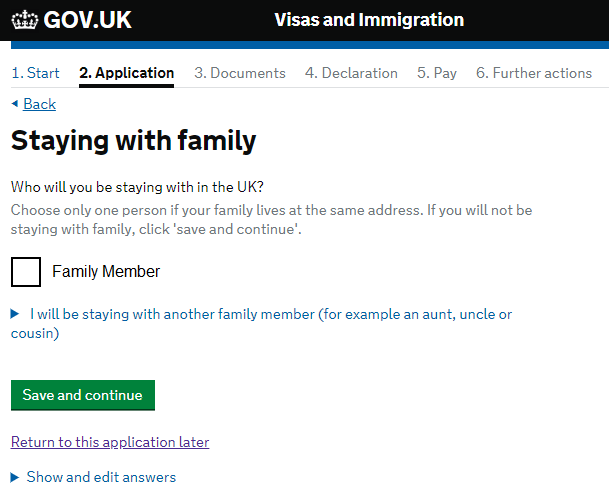 GOV.UK Visas and Immigration
1. Start 2. Application 3. Documents 4. Declaration 5. Pay 6. Further actions
Back
Staying with family
Who will you be staying with in the UK?
Choose only one person if your family lives at the same address. If you will not be
staying with family, click 'save and continue'.
Family Member
I will be staying with another family member (for example an aunt, uncle or
cousin)
Save and continue
Return to this application later
Show and edit answers